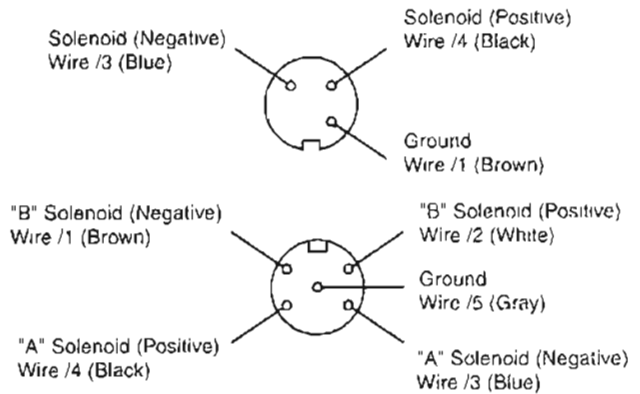 Solenoid (Negative)
Wire /3 (Blue)
Solenoid (Positive)
Wire /4 (Black)
Ground
Wire /1 (Brown)
"B" Solenoid (Negative)
Wire /1 (Brown)
"B" Solenoid (Positive)
Wire /2 (White)
Ground
Wire /5 (Gray)
"A" Solenoid (Positive)
Wire /4 (Black)
"A" Solenoid (Negative)
Wire /3 (Blue)